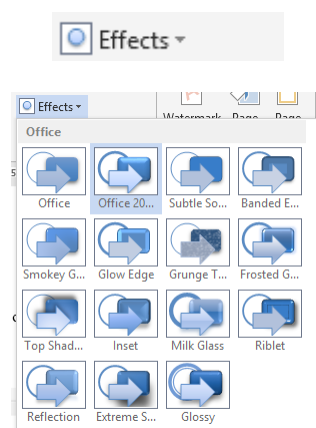 Effects
Effects
Watermark Page Page
Office
Office Office 20... Subtle So... Banded E...
Smokey G... Glow Edge Grunge T... Frosted G...
Top Shad... Inset Milk Glass Riblet
Reflection Extreme S... Glossy